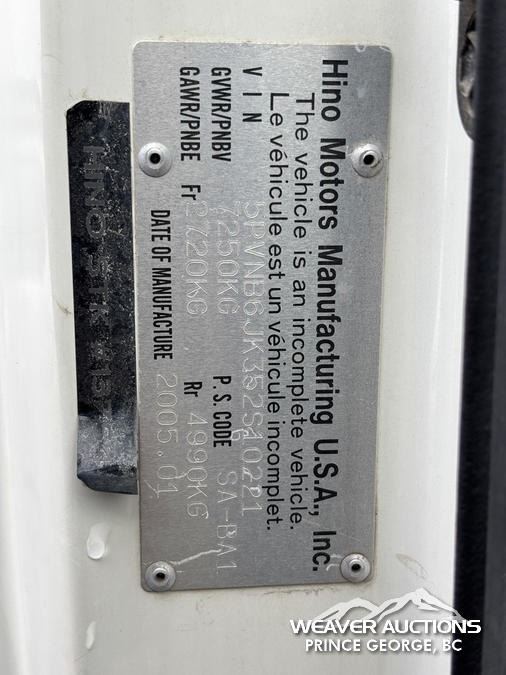 Hino Motors Manufacturing U.S.A., Inc.
The vehicle is an incomplete vehicle.
Le véhicule est un véhicule incomplet.
V I N 5PVNB6JK352S10221
GVWR/PNBV 7250KG P. S. CODE SA-BA1
GAWR/PNBE Fr 2720KG Rr 4990KG
DATE OF MANUFACTURE 2005.01
HINO
WEAVER AUCTIONS
PRINCE GEORGE, BC